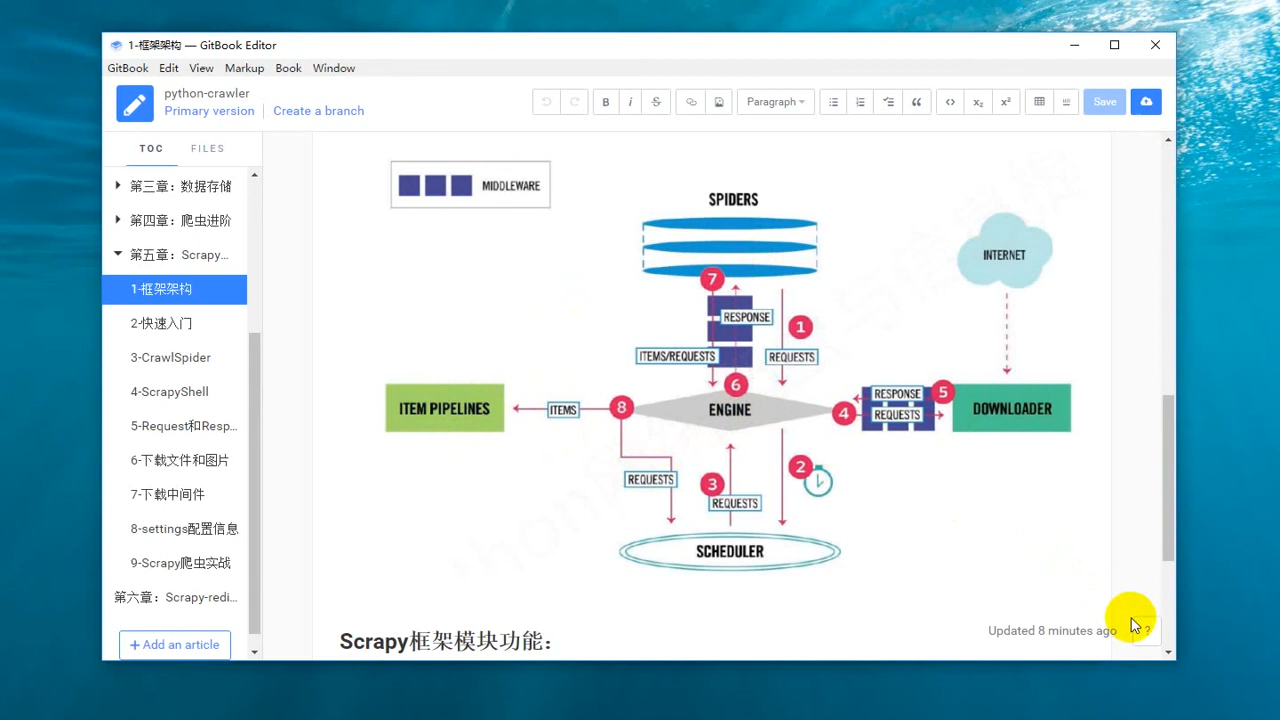 1-框架架构 — GitBook Editor
GitBook Edit View Markup Book Window
python-crawler
Primary version Create a branch
B i S Paragraph x₂ x² Save
TOC FILES
第三章：数据存储
第四章：爬虫进阶
第五章：Scrapy...
1-框架架构
2-快速入门
3-CrawlSpider
4-ScrapyShell
5-Request和Resp...
6-下载文件和图片
7-下载中间件
8-settings配置信息
9-Scrapy爬虫实战
第六章：Scrapy-redi...
+ Add an article
MIDDLEWARE
SPIDERS
INTERNET
7
RESPONSE
1
ITEMS/REQUESTS
REQUESTS
6
ITEM PIPELINES
ITEMS
8
ENGINE
4
RESPONSE
REQUESTS
5
DOWNLOADER
REQUESTS
3
REQUESTS
2
SCHEDULER
Updated 8 minutes ago
?
Scrapy框架模块功能：